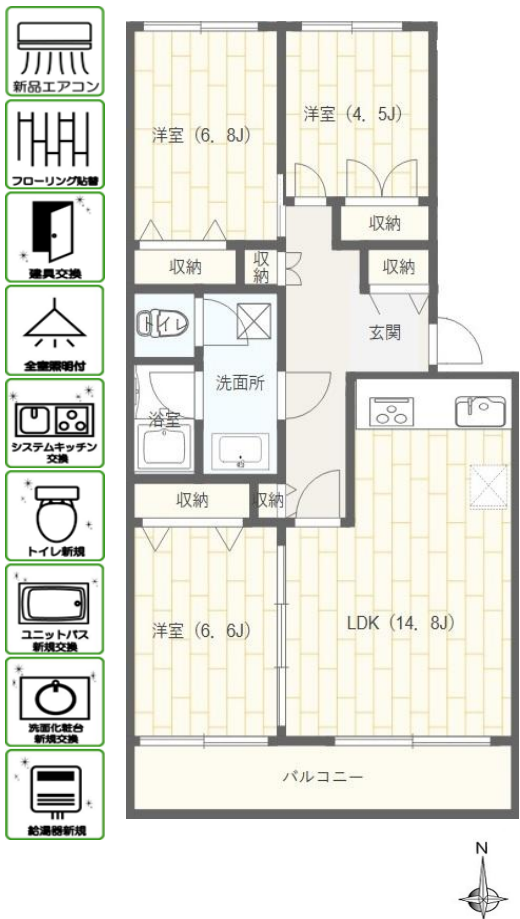 新品エアコン
フローリング貼替
建具交換
全室照明付
システムキッチン
交換
トイレ新規
ユニットバス
新規交換
洗面化粧台
新規交換
給湯器新規
洋室（6．8J）
洋室（4．5J）
収納
収納
収納
収納
玄関
トイレ
洗面所
浴室
収納
収納
洋室（6．6J）
LDK（14．8J）
バルコニー
N